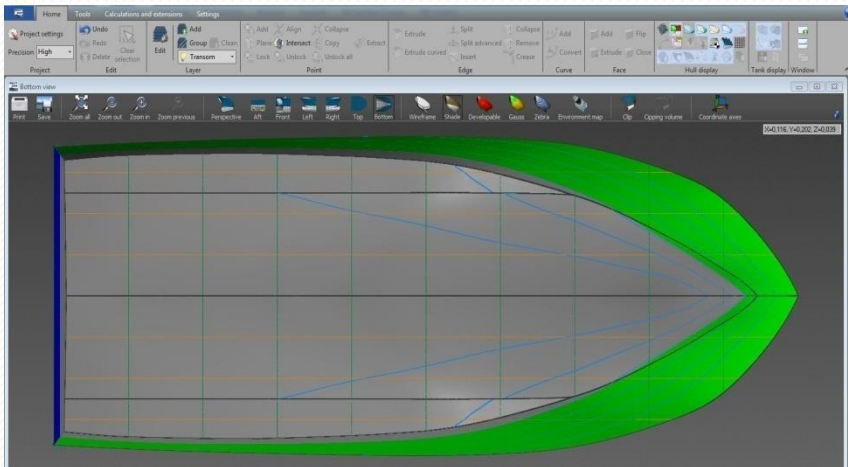 Home Tools Calculations and extensions Settings
Project settings Undo Add Add Align Collapse Extrude Split Collapse Add Add Flip
Redo Group Clean Plane Intersect Copy Extract Split advanced Remove
Precision High Delete Clear selection Edit Transom Lock Unlock Unlock all Extrude curved Insert Crease Convert Extrude Close
Project Edit Layer Point Edge Curve Face Hull display Tank display Window
Bottom view
Print Save Zoom all Zoom out Zoom in Zoom previous Perspective Aft Front Left Right Top Bottom Wireframe Shade Developable Gauss Zebra Environment map Clip Clipping volume Coordinate axes
X=0,116, Y=0,202, Z=0,039